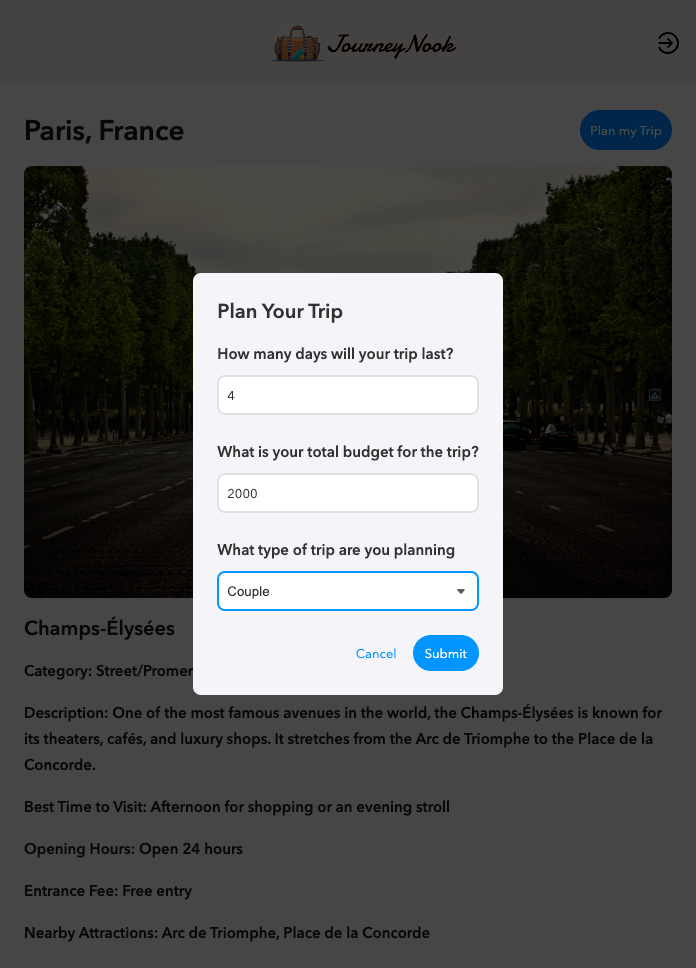 JourneyNook
Paris, France
Plan my Trip
Plan Your Trip
How many days will your trip last?
4
What is your total budget for the trip?
2000
What type of trip are you planning
Couple
Cancel
Submit
Champs-Élysées
Category: Street/Promen
Description: One of the most famous avenues in the world, the Champs-Élysées is known for
its theaters, cafés, and luxury shops. It stretches from the Arc de Triomphe to the Place de la
Concorde.
Best Time to Visit: Afternoon for shopping or an evening stroll
Opening Hours: Open 24 hours
Entrance Fee: Free entry
Nearby Attractions: Arc de Triomphe, Place de la Concorde